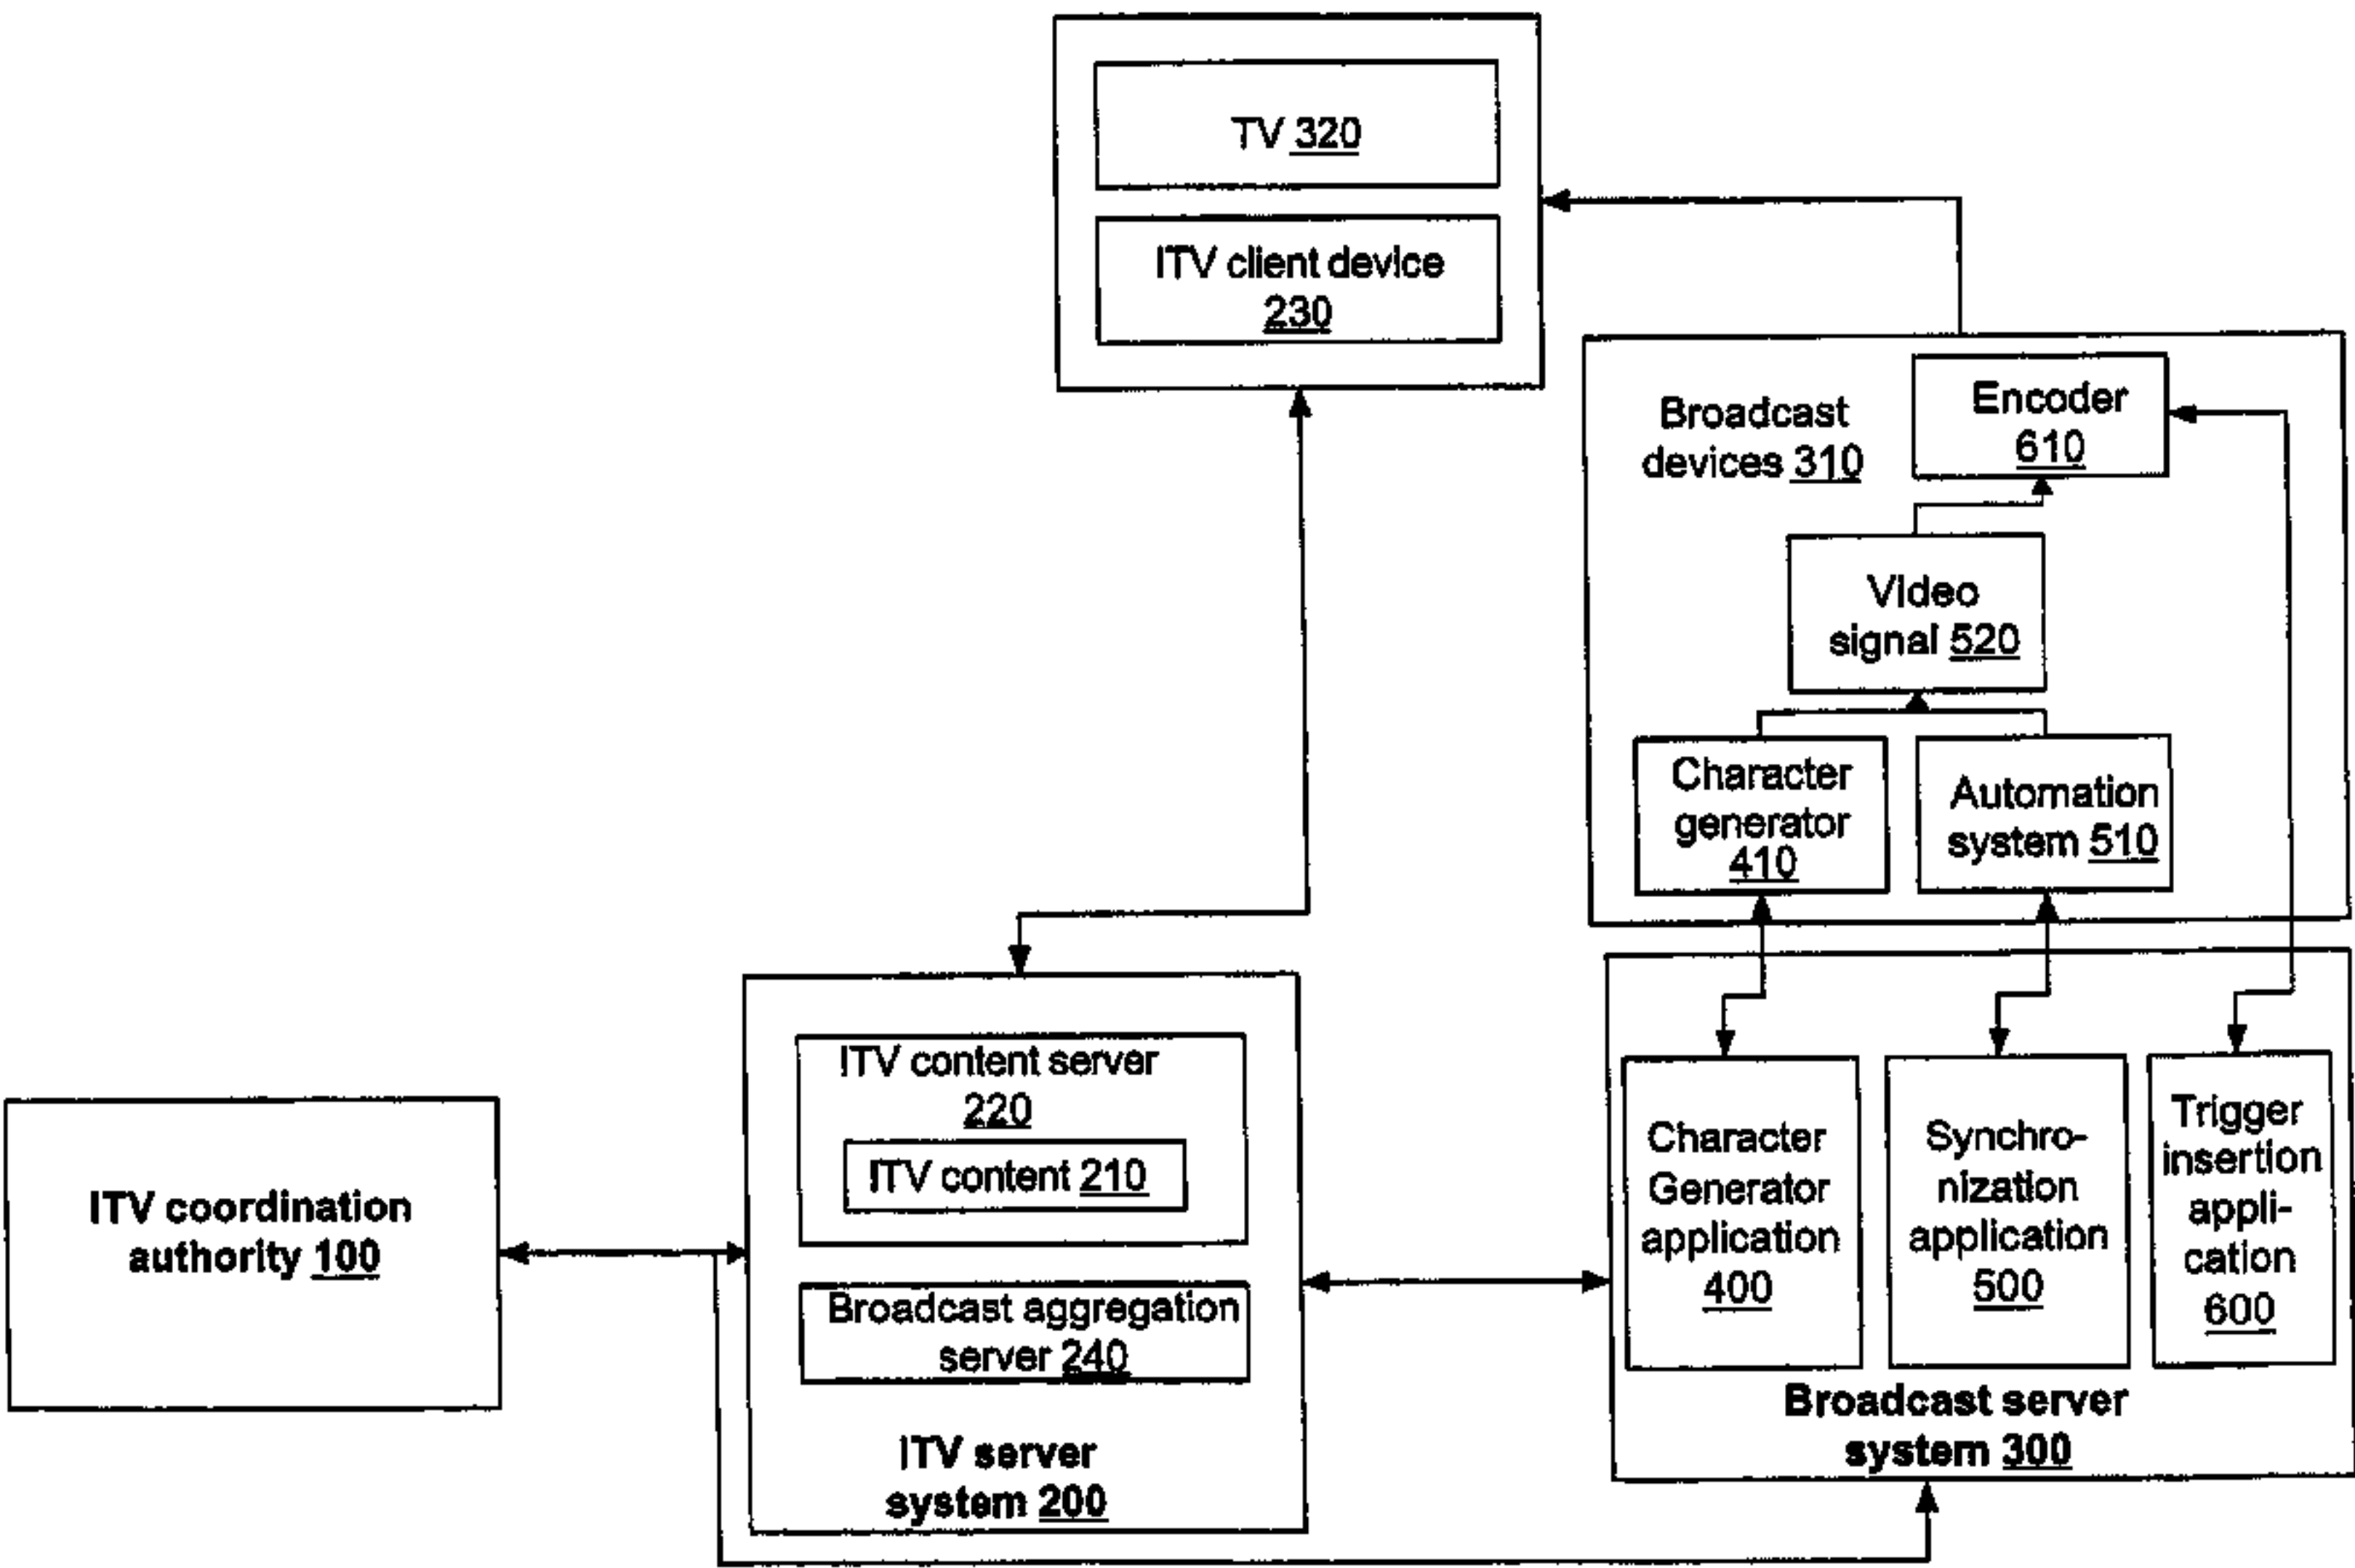 TV 320
ITV client device
230
Broadcast
devices 310
Encoder
610
Video
signal 520
Character
generator
410
Automation
system 510
ITV content server
220
ITV content 210
Broadcast aggregation
server 240
ITV server
system 200
ITV coordination
authority 100
Character
Generator
application
400
Synchro-
nization
application
500
Trigger
insertion
appli-
cation
600
Broadcast server
system 300